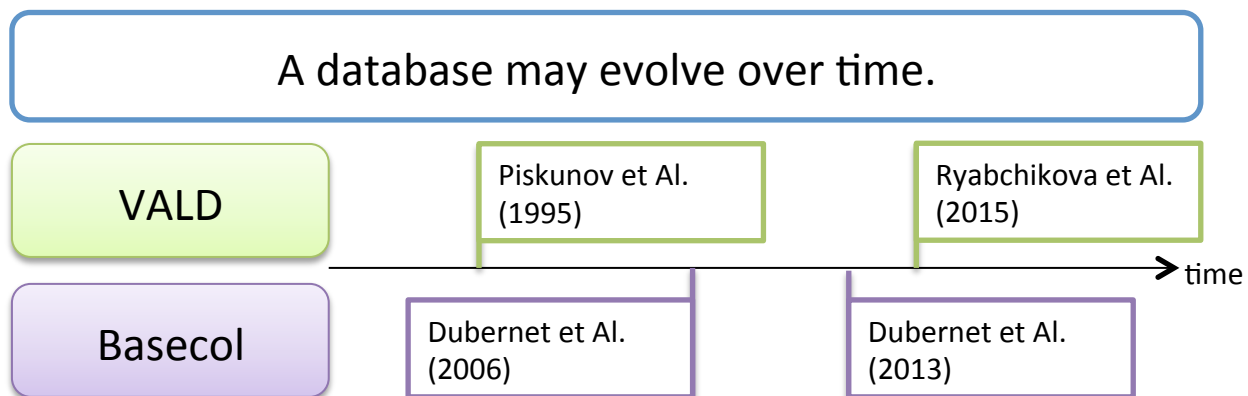 A database may evolve over time.
VALD
Piskunov et Al.
(1995)
Ryabchikova et Al.
(2015)
time
Basecol
Dubernet et Al.
(2006)
Dubernet et Al.
(2013)